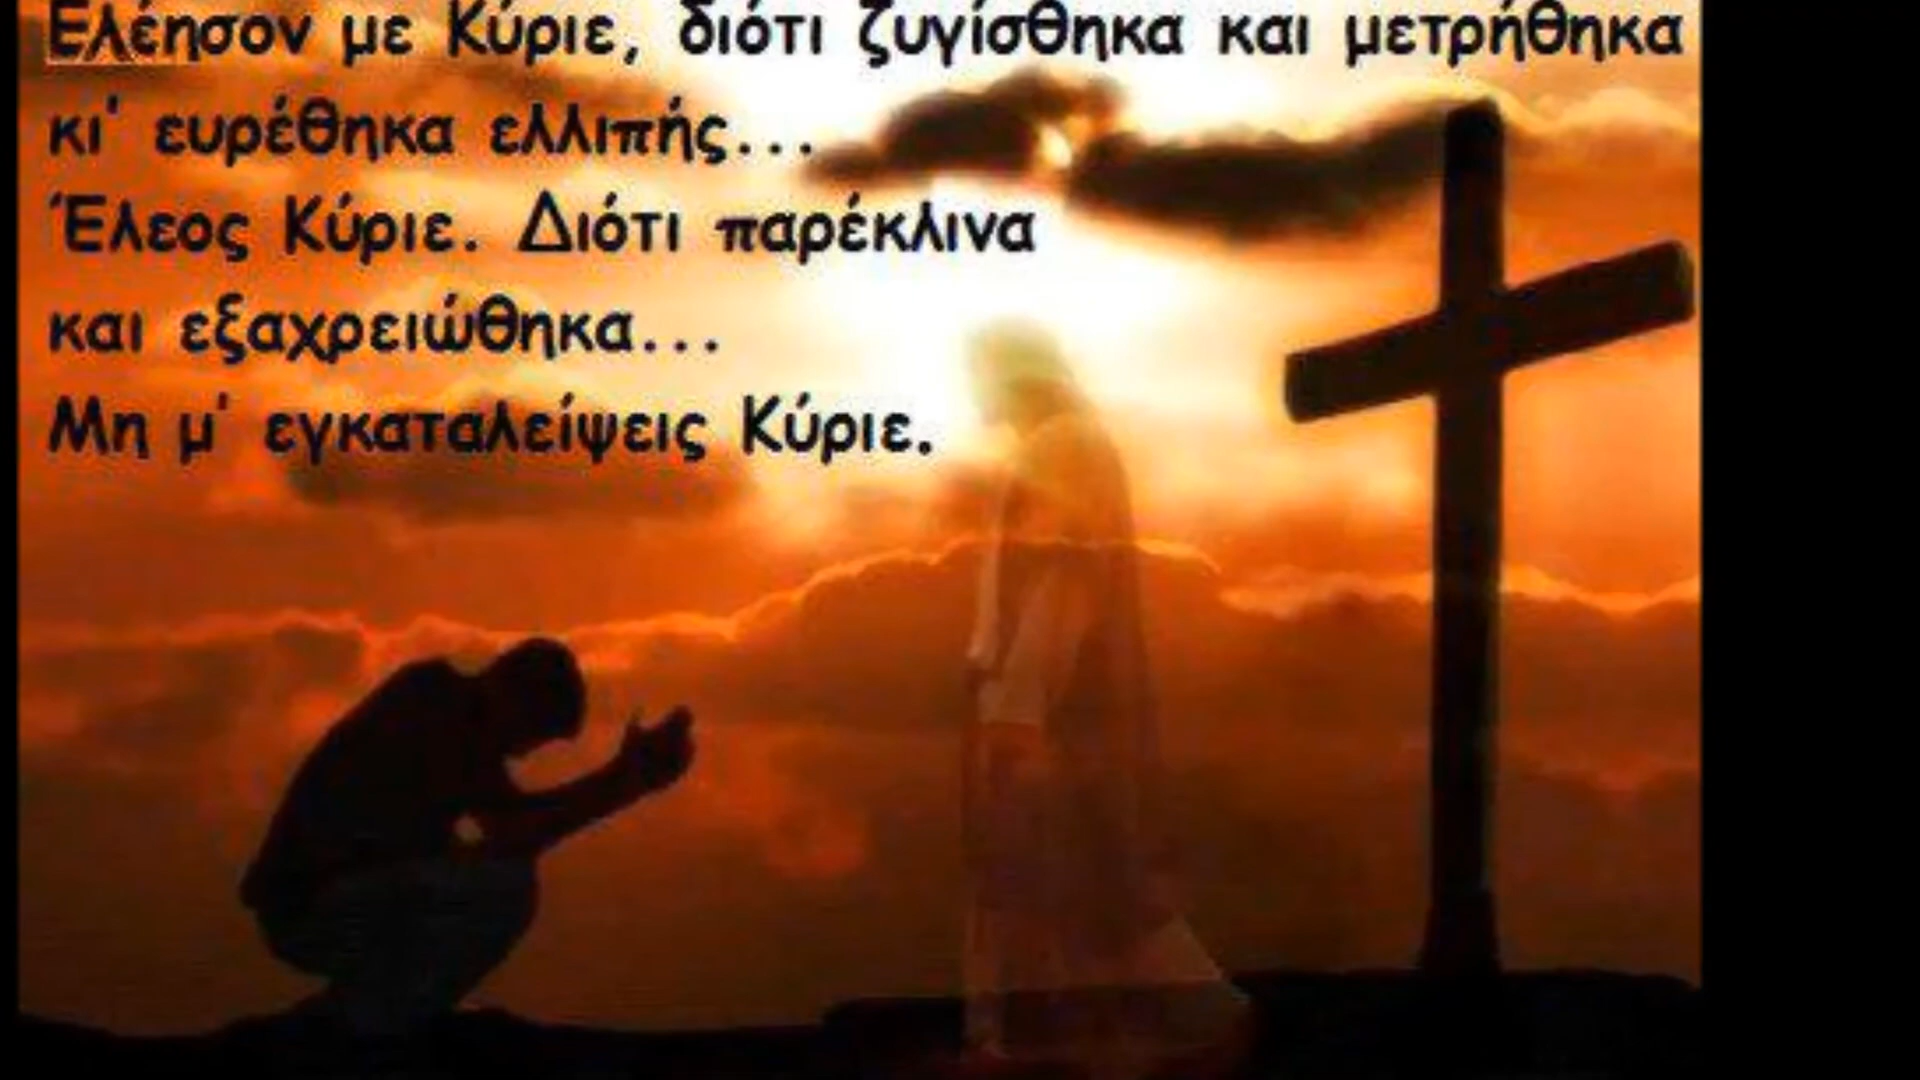 Ελέησον με Κύριε, διότι ζυγίσθηκα και μετρήθηκα
κι' ευρέθηκα ελλιπής...
Έλεος Κύριε. Διότι παρέκλινα
και εξαχρειώθηκα...
Μη μ' εγκαταλείψεις Κύριε.